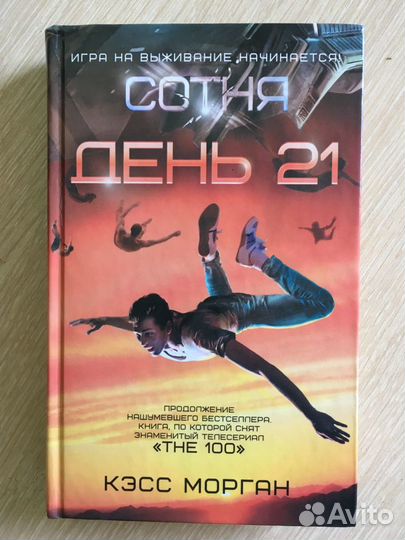 ИГРА НА ВЫЖИВАНИЕ НАЧИНАЕТСЯ!
СОТНЯ
ДЕНЬ 21
ПРОДОЛЖЕНИЕ
НАШУМЕВШЕГО БЕСТСЕЛЛЕРА.
КНИГА, ПО КОТОРОЙ СНЯТ
ЗНАМЕНИТЫЙ ТЕЛЕСЕРИАЛ
«THE 100»
КЭСС МОРГАН
Avito